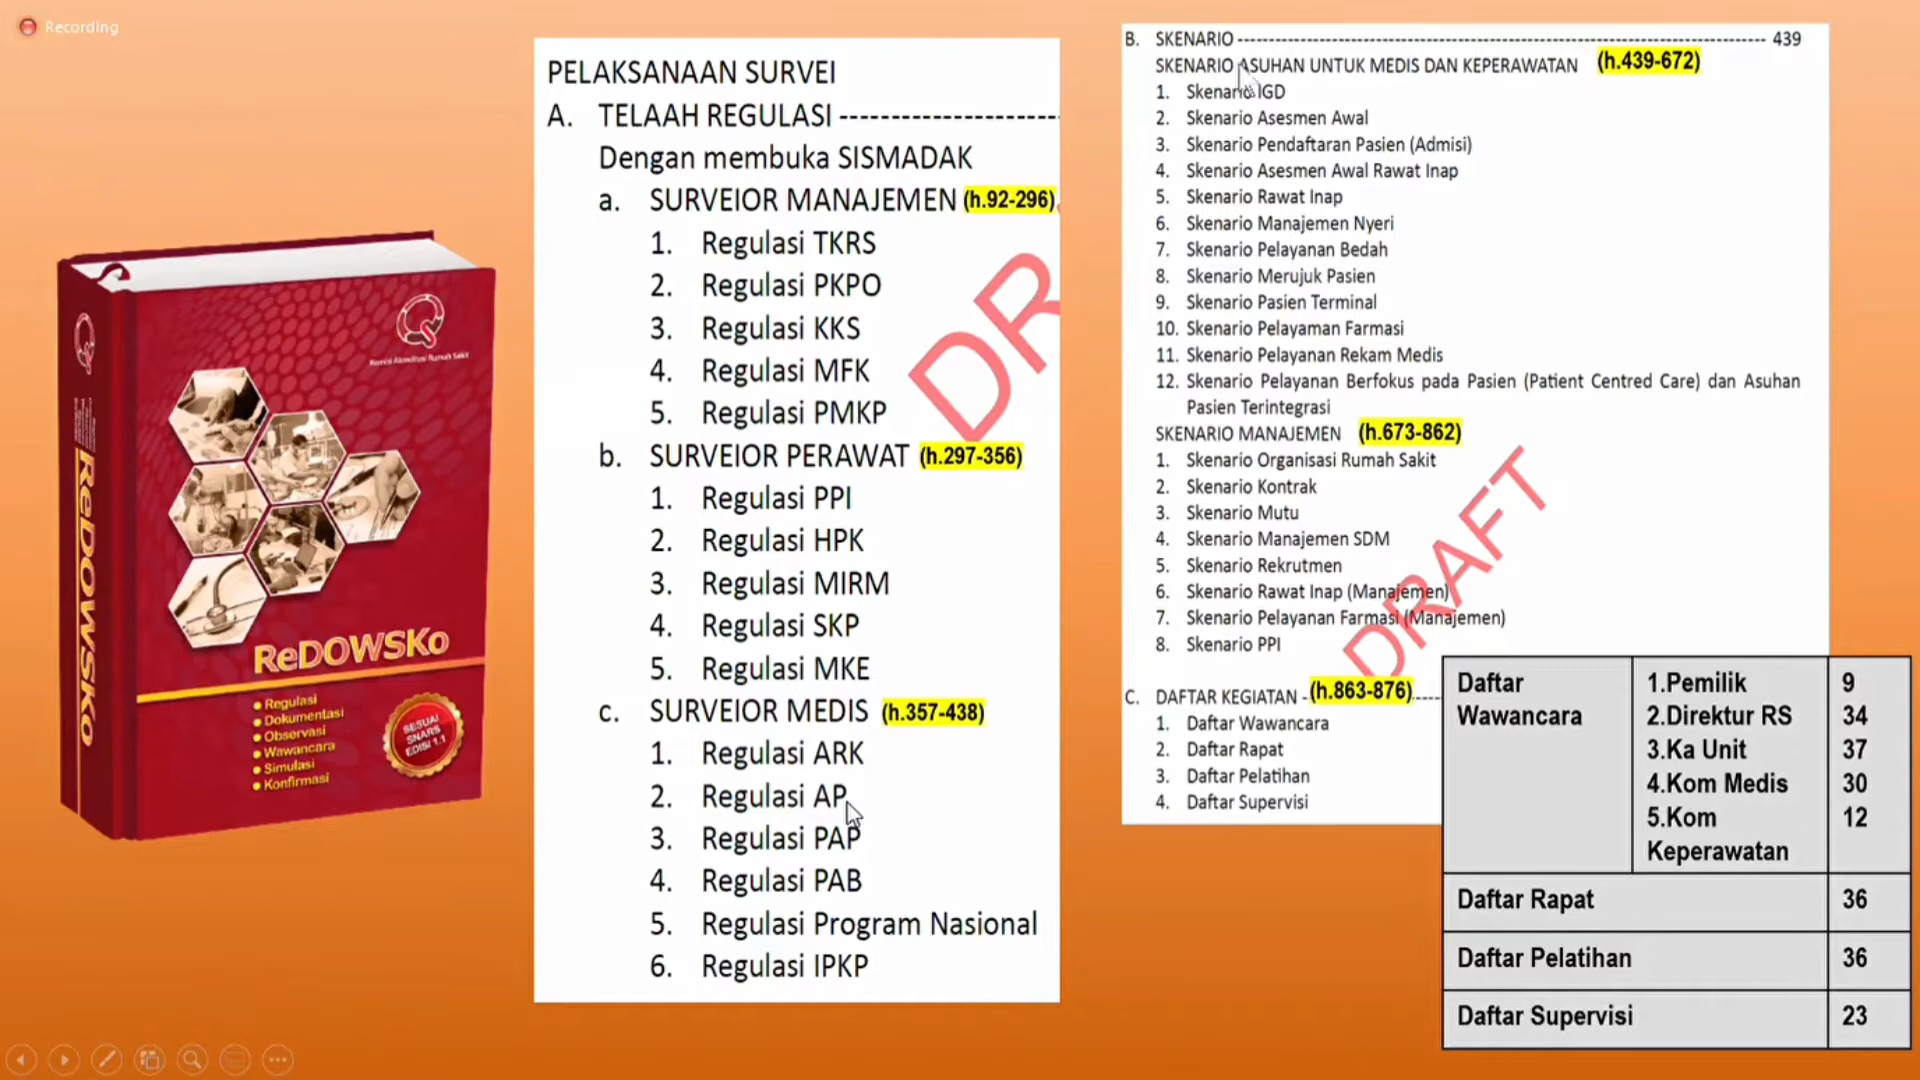 Recording
Komisi Akreditasi Rumah Sakit
ReDOWSKo
ReDOWSKo
Regulasi
Dokumentasi
Observasi
Wawancara
Simulasi
Konfirmasi
SESUAI
SNARS
EDISI 1.1
PELAKSANAAN SURVEI
A. TELAAH REGULASI --------------------
Dengan membuka SISMADAK
a. SURVEIOR MANAJEMEN (h.92-296)
1. Regulasi TKRS
2. Regulasi PKPO
3. Regulasi KKS
4. Regulasi MFK
5. Regulasi PMKP
b. SURVEIOR PERAWAT (h.297-356)
1. Regulasi PPI
2. Regulasi HPK
3. Regulasi MIRM
4. Regulasi SKP
5. Regulasi MKE
c. SURVEIOR MEDIS (h.357-438)
1. Regulasi ARK
2. Regulasi AP
3. Regulasi PAP
4. Regulasi PAB
5. Regulasi Program Nasional
6. Regulasi IPKP
DR
B. SKENARIO -------------------- 439
SKENARIO ASUHAN UNTUK MEDIS DAN KEPERAWATAN (h.439-672)
1. Skenario IGD
2. Skenario Asesmen Awal
3. Skenario Pendaftaran Pasien (Admisi)
4. Skenario Asesmen Awal Rawat Inap
5. Skenario Rawat Inap
6. Skenario Manajemen Nyeri
7. Skenario Pelayanan Bedah
8. Skenario Merujuk Pasien
9. Skenario Pasien Terminal
10. Skenario Pelayaman Farmasi
11. Skenario Pelayanan Rekam Medis
12. Skenario Pelayanan Berfokus pada Pasien (Patient Centred Care) dan Asuhan
Pasien Terintegrasi
SKENARIO MANAJEMEN (h.673-862)
1. Skenario Organisasi Rumah Sakit
2. Skenario Kontrak
3. Skenario Mutu
4. Skenario Manajemen SDM
5. Skenario Rekrutmen
6. Skenario Rawat Inap (Manajemen)
7. Skenario Pelayanan Farmasi (Manajemen)
8. Skenario PPI
DRAFT
C. DAFTAR KEGIATAN - (h.863-876) ----
1. Daftar Wawancara
2. Daftar Rapat
3. Daftar Pelatihan
4. Daftar Supervisi
Daftar 1.Pemilik 9
Wawancara 2.Direktur RS 34
3.Ka Unit 37
4.Kom Medis 30
5.Kom 12
Keperawatan
Daftar Rapat 36
Daftar Pelatihan 36
Daftar Supervisi 23